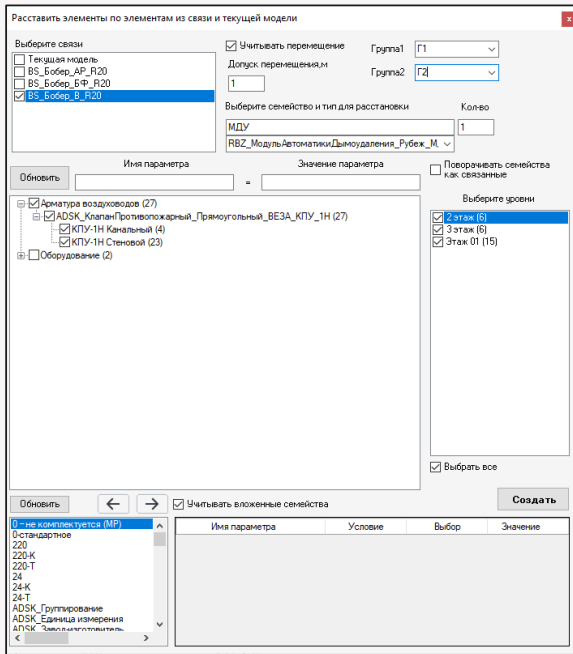 Расставить элементы по элементам из связи и текущей модели
x
Выберите связи
Текущая модель
BS_Бобер_АР_R20
BS_Бобер_БФ_R20
BS_Бобер_В_R20
Учитывать перемещение
Допуск перемещения,м
1
Группа1
Г1
Группа2
Г2
Выберите семейство и тип для расстановки
Кол-во
МДУ
1
RBZ_МодульАвтоматикиДымоудаления_Рубеж_М,
Обновить
Имя параметра
=
Значение параметра
Поворачивать семейства
как связанные
Выберите уровни
Арматура воздуховодов (27)
ADSK_КлапанПротивопожарный_Прямоугольный_ВЕЗА_КПУ_1Н (27)
КПУ-1Н Канальный (4)
КПУ-1Н Стеновой (23)
Оборудование (2)
2 этаж (6)
3 этаж (6)
Этаж 01 (15)
Выбрать все
Обновить
← →
Учитывать вложенные семейства
Создать
0 – не комплектуется (МР)
0-стандартное
220
220-К
220-Т
24
24-К
24-Т
ADSK_Группирование
ADSK_Единица измерения
ADSK_Завод-изготовитель
Имя параметра Условие Выбор Значение